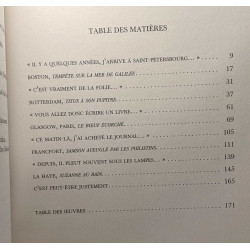 TABLE DES MATIÈRES
« IL Y A QUELQUES ANNÉES, J'ARRIVE À SAINT-PÉTERSBOURG... » 9
BOSTON, TEMPÊTE SUR LA MER DE GALILÉE 17
« C'EST VRAIMENT DE LA FOLIE... » 31
ROTTERDAM, TITUS À SON PUPITRE 37
« VOUS ALLEZ DONC ÉCRIRE UN LIVRE... » 61
GLASGOW, PARIS, LE BŒUF ÉCORCHÉ 69
« CE MATIN-LÀ, J'AI ACHETÉ LE JOURNAL... » 105
FRANCFORT, SAMSON AVEUGLÉ PAR LES PHILISTINS 111
« DEPUIS, IL PLEUT SOUVENT SOUS LES LAMPES... » 139
LA HAYE, SUZANNE AU BAIN 145
C'EST PEUT-ÊTRE JUSTEMENT 165
TABLE DES ŒUVRES 171